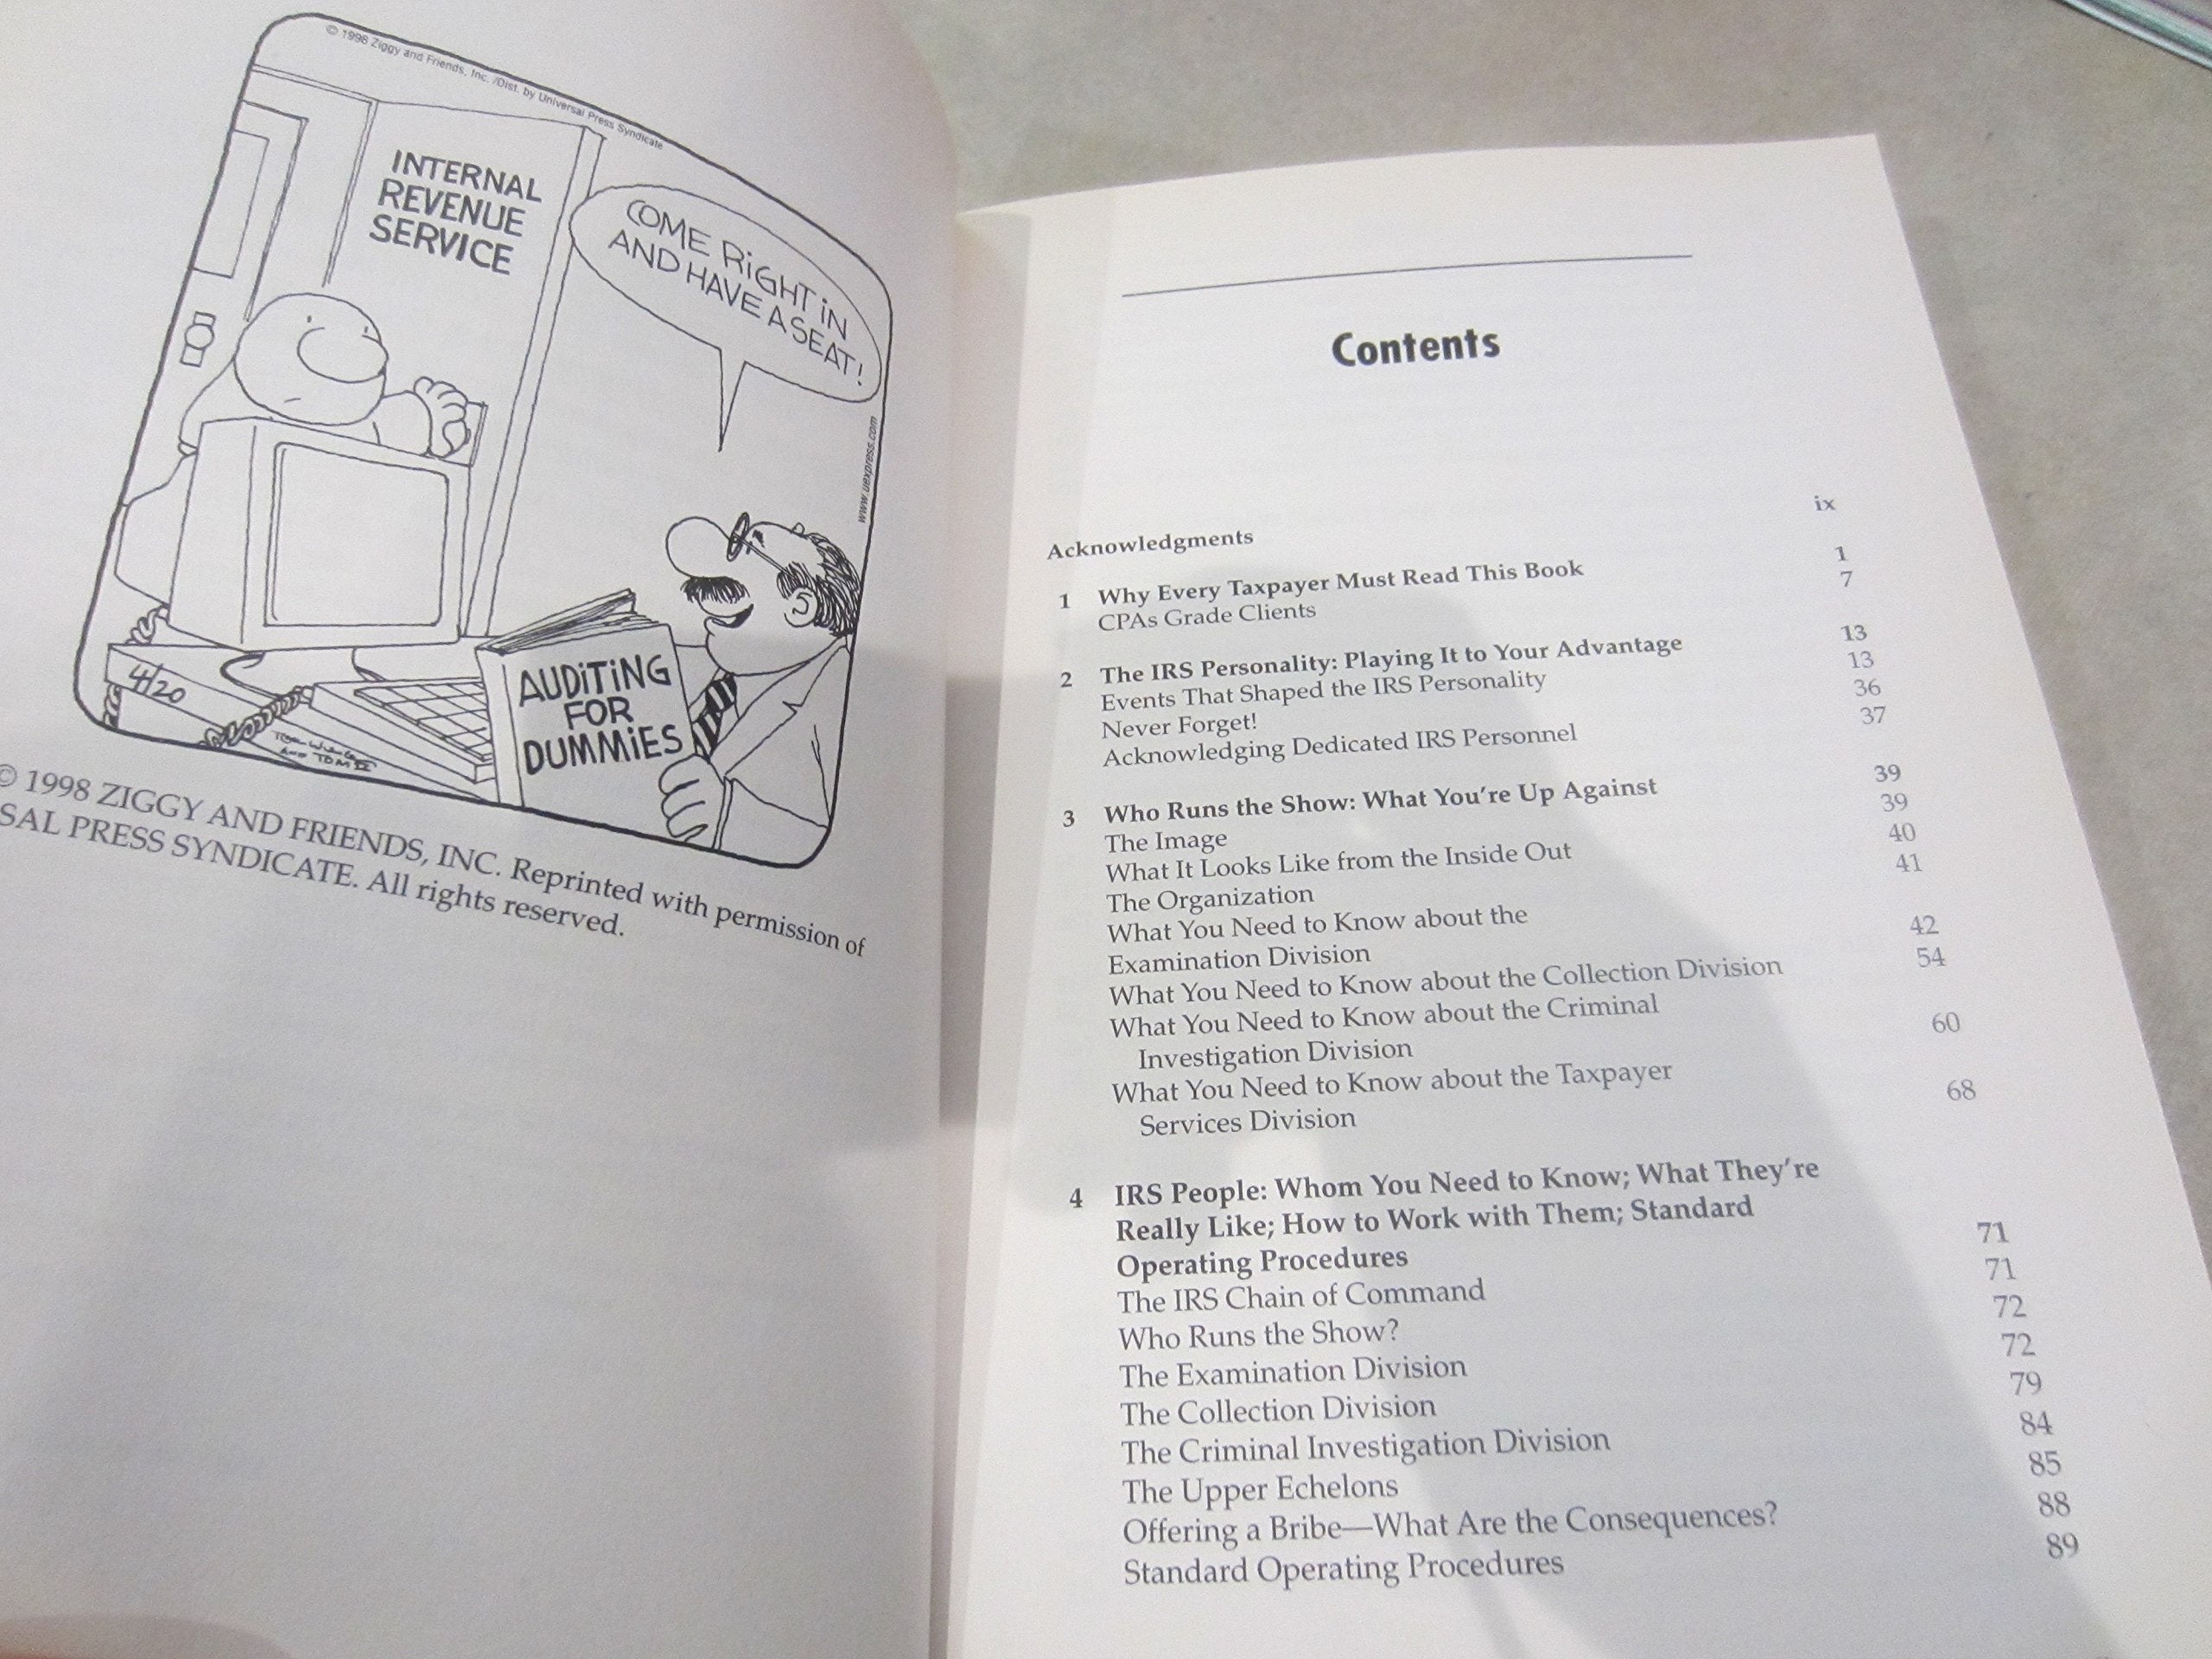 © 1998 Ziggy and Friends, Inc. /Dist. by Universal Press Syndicate
INTERNAL
REVENUE
SERVICE
COME RiGHT iN
AND HAVE A SEAT!
www.uexpress.com
AUDiTiNG
FOR
DUMMiES
4/20
© 1998 ZIGGY AND FRIENDS, INC. Reprinted with permission of
SAL PRESS SYNDICATE. All rights reserved.
Contents
Acknowledgments ix
1 Why Every Taxpayer Must Read This Book 1
CPAs Grade Clients 7
2 The IRS Personality: Playing It to Your Advantage 13
Events That Shaped the IRS Personality 13
Never Forget! 36
Acknowledging Dedicated IRS Personnel 37
3 Who Runs the Show: What You're Up Against 39
The Image 39
What It Looks Like from the Inside Out 40
The Organization 41
What You Need to Know about the
Examination Division 42
What You Need to Know about the Collection Division 54
What You Need to Know about the Criminal
Investigation Division 60
What You Need to Know about the Taxpayer
Services Division 68
4 IRS People: Whom You Need to Know; What They're
Really Like; How to Work with Them; Standard
Operating Procedures 71
The IRS Chain of Command 71
Who Runs the Show? 72
The Examination Division 72
The Collection Division 79
The Criminal Investigation Division 84
The Upper Echelons 85
Offering a Bribe—What Are the Consequences? 88
Standard Operating Procedures 89